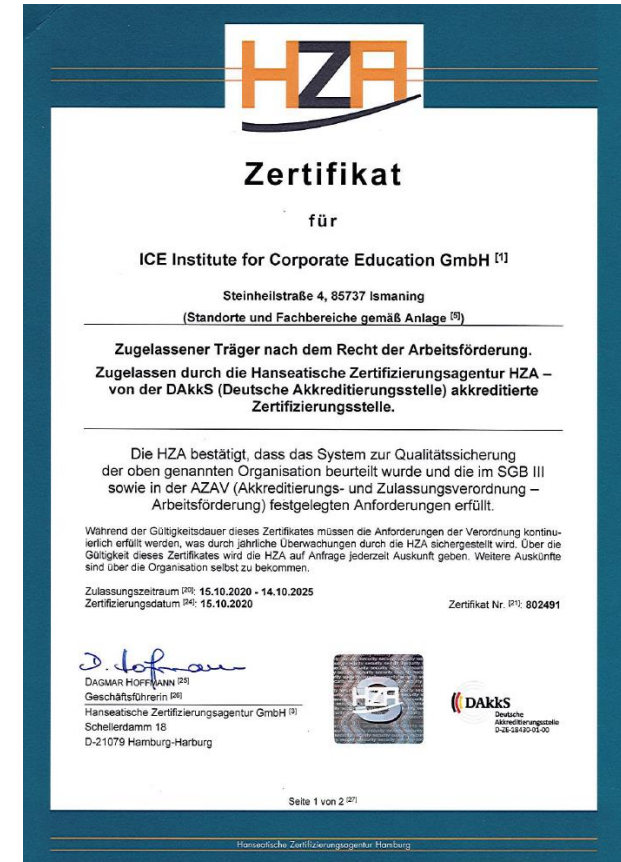 HZA
Zertifikat
für
ICE Institute for Corporate Education GmbH [1]
Steinheilstraße 4, 85737 Ismaning
(Standorte und Fachbereiche gemäß Anlage [5])
Zugelassener Träger nach dem Recht der Arbeitsförderung.
Zugelassen durch die Hanseatische Zertifizierungsagentur HZA –
von der DAkkS (Deutsche Akkreditierungsstelle) akkreditierte
Zertifizierungsstelle.
Die HZA bestätigt, dass das System zur Qualitätssicherung
der oben genannten Organisation beurteilt wurde und die im SGB III
sowie in der AZAV (Akkreditierungs- und Zulassungsverordnung –
Arbeitsförderung) festgelegten Anforderungen erfüllt.
Während der Gültigkeitsdauer dieses Zertifikates müssen die Anforderungen der Verordnung kontinu-
ierlich erfüllt werden, was durch jährliche Überwachungen durch die HZA sichergestellt wird. Über die
Gültigkeit dieses Zertifikates wird die HZA auf Anfrage jederzeit Auskunft geben. Weitere Auskünfte
sind über die Organisation selbst zu bekommen.
Zulassungszeitraum [20]: 15.10.2020 - 14.10.2025
Zertifizierungsdatum [24]: 15.10.2020
Zertifikat Nr. [21]: 802491
D. Hoffmann
DAGMAR HOFFMANN [25]
Geschäftsführerin [26]
Hanseatische Zertifizierungsagentur GmbH [3]
Schellerdamm 18
D-21079 Hamburg-Harburg
HZA
DAkkS
Deutsche
Akkreditierungsstelle
D-ZE-18430-01-00
Seite 1 von 2 [27]
Hanseatische Zertifizierungsagentur Hamburg